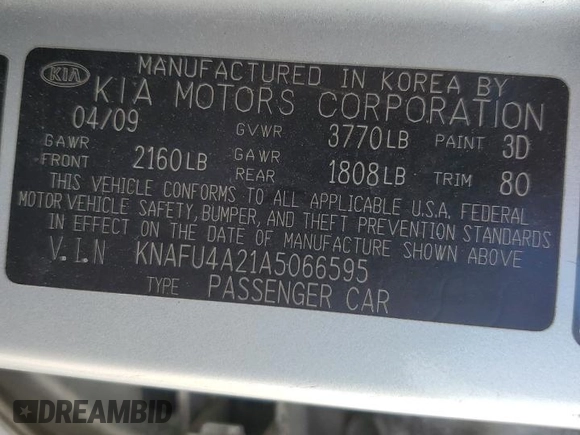 KIA MANUFACTURED IN KOREA BY
KIA MOTORS CORPORATION
04/09 GVWR 3770LB PAINT 3D
GAWR FRONT 2160LB GAWR REAR 1808LB TRIM 80
THIS VEHICLE CONFORMS TO ALL APPLICABLE U.S.A. FEDERAL
MOTOR VEHICLE SAFETY, BUMPER, AND THEFT PREVENTION STANDARDS
IN EFFECT ON THE DATE OF MANUFACTURE SHOWN ABOVE
V.I.N KNAFU4A21A5066595
TYPE PASSENGER CAR
DREAMBID